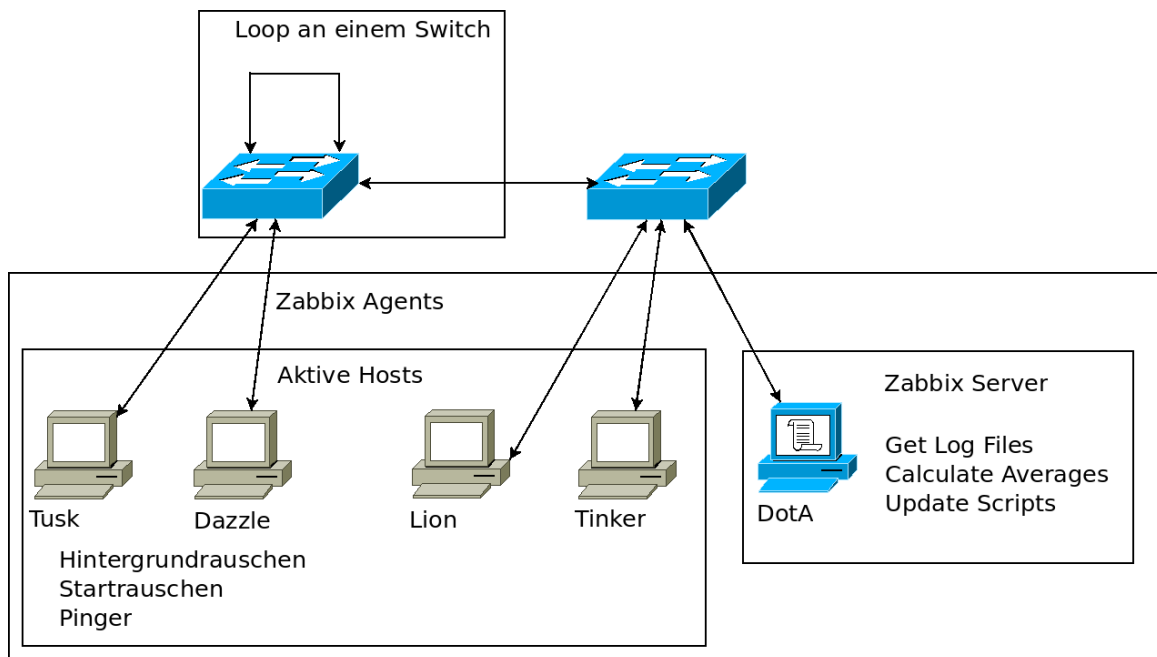 Loop an einem Switch
Zabbix Agents
Aktive Hosts
Tusk
Dazzle
Lion
Tinker
Hintergrundrauschen
Startrauschen
Pinger
Zabbix Server
Get Log Files
Calculate Averages
Update Scripts
DotA